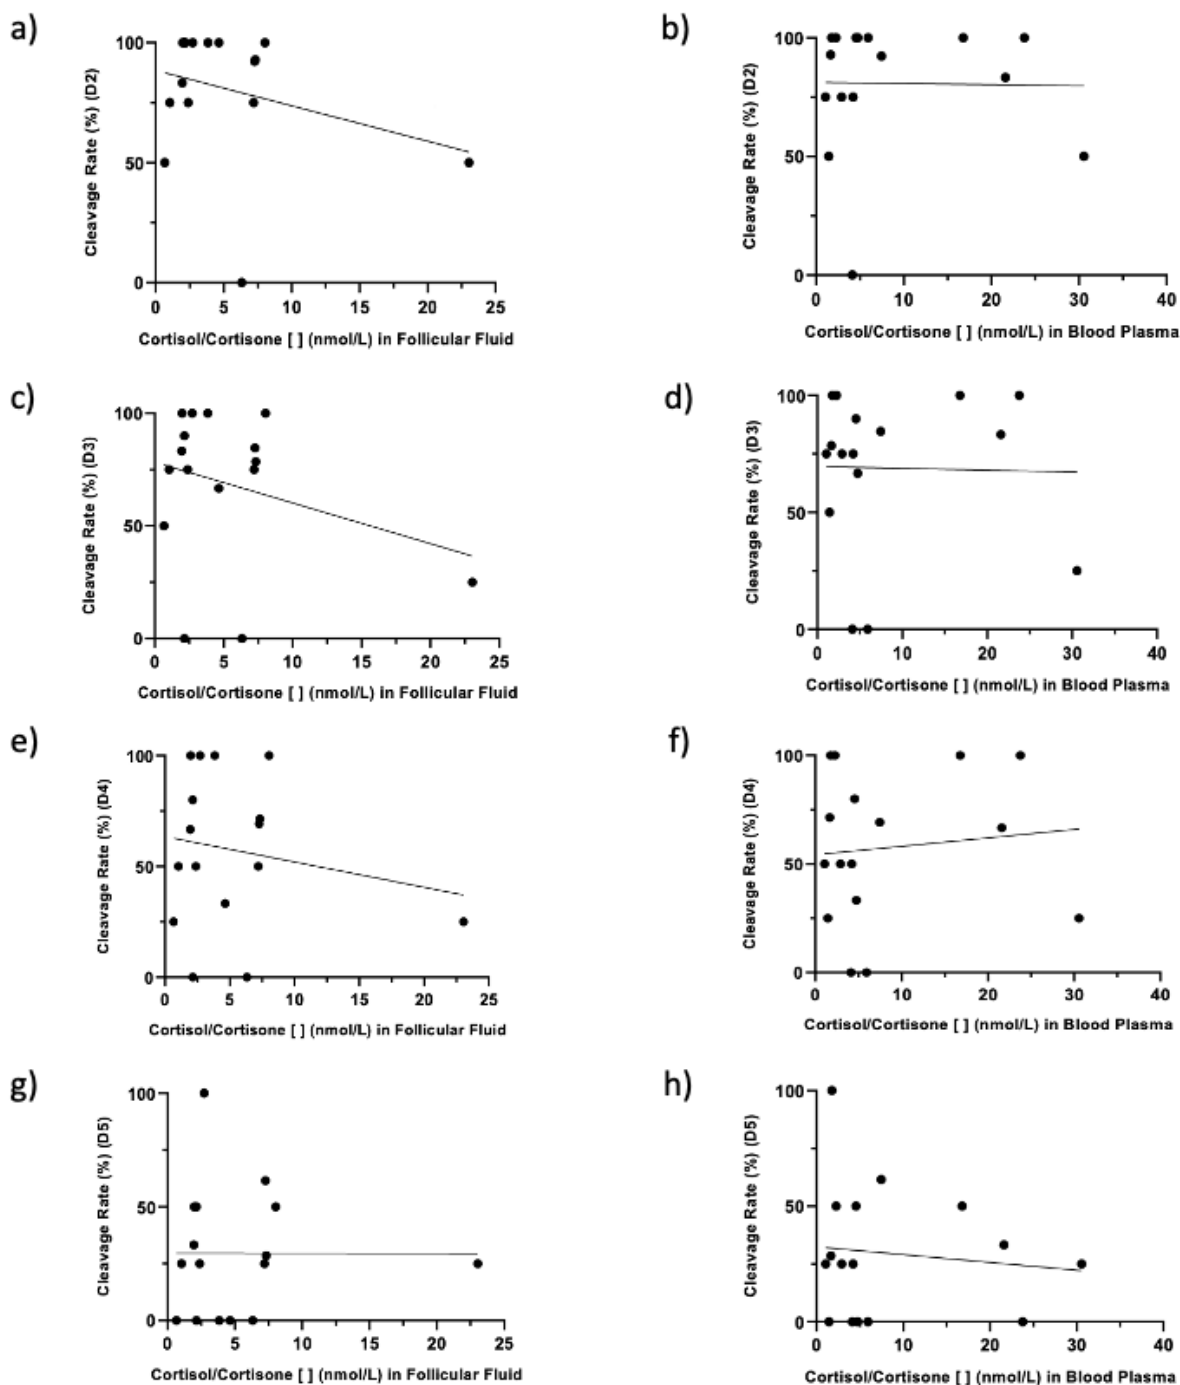 a)
100
50
0
Cleavage Rate (%) (D2)
0 5 10 15 20 25
Cortisol/Cortisone [ ] (nmol/L) in Follicular Fluid
b)
100
50
0
Cleavage Rate (%) (D2)
0 10 20 30 40
Cortisol/Cortisone [ ] (nmol/L) in Blood Plasma
c)
100
50
0
Cleavage Rate (%) (D3)
0 5 10 15 20 25
Cortisol/Cortisone [ ] (nmol/L) in Follicular Fluid
d)
100
50
0
Cleavage Rate (%) (D3)
0 10 20 30 40
Cortisol/Cortisone [ ] (nmol/L) in Blood Plasma
e)
100
50
0
Cleavage Rate (%) (D4)
0 5 10 15 20 25
Cortisol/Cortisone [ ] (nmol/L) in Follicular Fluid
f)
100
50
0
Cleavage Rate (%) (D4)
0 10 20 30 40
Cortisol/Cortisone [ ] (nmol/L) in Blood Plasma
g)
100
50
0
Cleavage Rate (%) (D5)
0 5 10 15 20 25
Cortisol/Cortisone [ ] (nmol/L) in Follicular Fluid
h)
100
50
0
Cleavage Rate (%) (D5)
0 10 20 30 40
Cortisol/Cortisone [ ] (nmol/L) in Blood Plasma